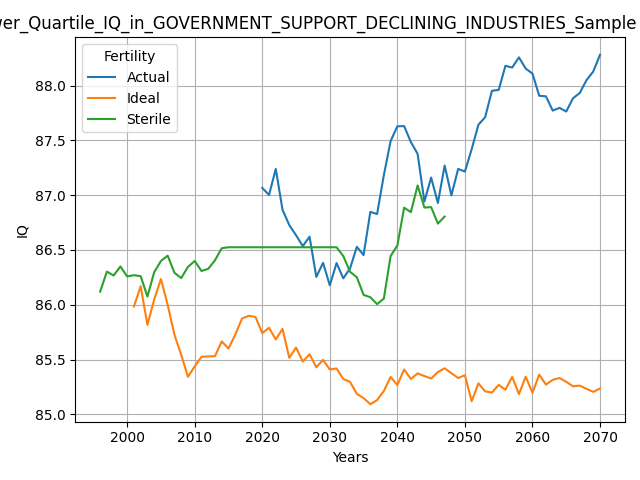 wer_Quartile_IQ_in_GOVERNMENT_SUPPORT_DECLINING_INDUSTRIES_Sample
Fertility
Actual
Ideal
Sterile
88.0
87.5
87.0
86.5
86.0
85.5
85.0
IQ
2000 2010 2020 2030 2040 2050 2060 2070
Years